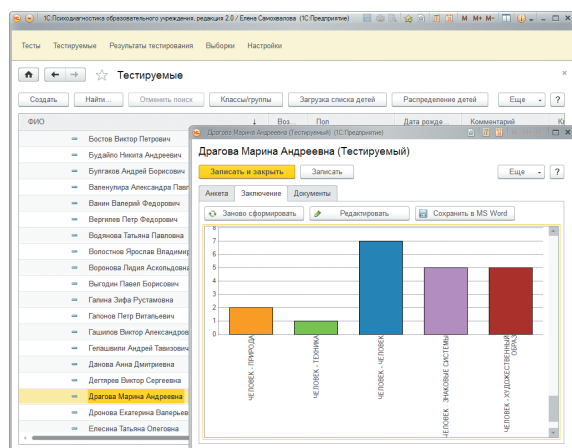 1С:Психодиагностика образовательного учреждения, редакция 2.0 / Елена Самохвалова (1С:Предприятие)
M M+ M-
Тесты Тестируемые Результаты тестирования Выборки Настройки
Тестируемые
Создать Найти... Отменить поиск Классы/группы Загрузка списка детей Распределение детей Еще ?
ФИО ↓ Воз... Пол Дата рожде... Комментарий
Бостов Виктор Петрович
Будайло Никита Андреевич
Булгаков Андрей Борисович
Валенулира Александра Павл
Ванин Валерий Федорович
Вергилев Петр Федорович
Водянова Татьяна Павловна
Волостнов Ярослав Владимир
Воронова Лидия Аскольдовна
Выгодин Павел Борисович
Галина Зифа Рустамовна
Гапонов Петр Витальевич
Гашилов Виктор Александров
Гелашвили Андрей Тавизович
Данова Анна Дмитриевна
Дегтярев Виктор Сергеевна
Драгова Марина Андреевна
Дронова Екатерина Валерьев
Елесина Татьяна Олеговна
Драгова Марина Андреевна (Тестируемый) (1С:Предприятие)
Драгова Марина Андреевна (Тестируемый)
Записать и закрыть Записать Еще ?
Анкета Заключение Документы
Заново сформировать Редактировать Сохранить в MS Word
8
7
6
5
4
3
2
1
0
ЧЕЛОВЕК - ПРИРОДА
ЧЕЛОВЕК - ТЕХНИКА
ЧЕЛОВЕК - ЧЕЛОВЕК
ЧЕЛОВЕК ЗНАКОВЫЕ СИСТЕМЫ
ЧЕЛОВЕК - ХУДОЖЕСТВЕННЫЙ
ОБРАЗ